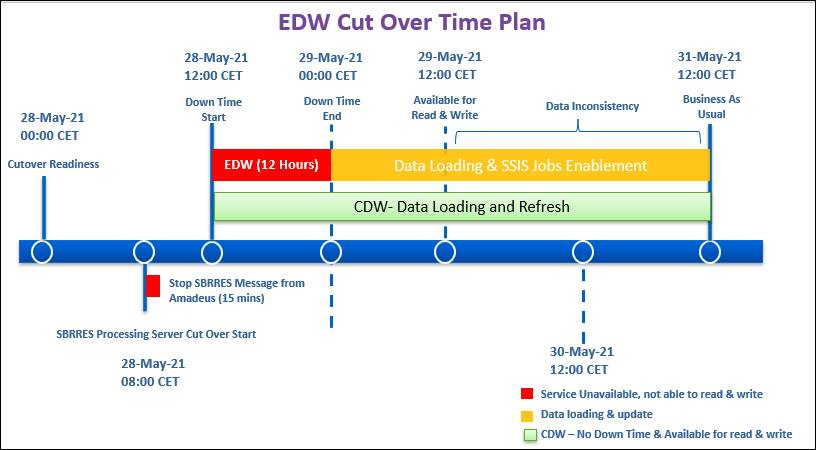 EDW Cut Over Time Plan
28-May-21
00:00 CET
Cutover Readiness
28-May-21
12:00 CET
Down Time
Start
29-May-21
00:00 CET
Down Time
End
29-May-21
12:00 CET
Available for
Read & Write
Data Inconsistency
31-May-21
12:00 CET
Business As
Usual
EDW (12 Hours)
Data Loading & SSIS Jobs Enablement
CDW- Data Loading and Refresh
Stop SBRRES Message from
Amadeus (15 mins)
SBRRES Processing Server Cut Over Start
28-May-21
08:00 CET
30-May-21
12:00 CET
Service Unavailable, not able to read & write
Data loading & update
CDW – No Down Time & Available for read & write